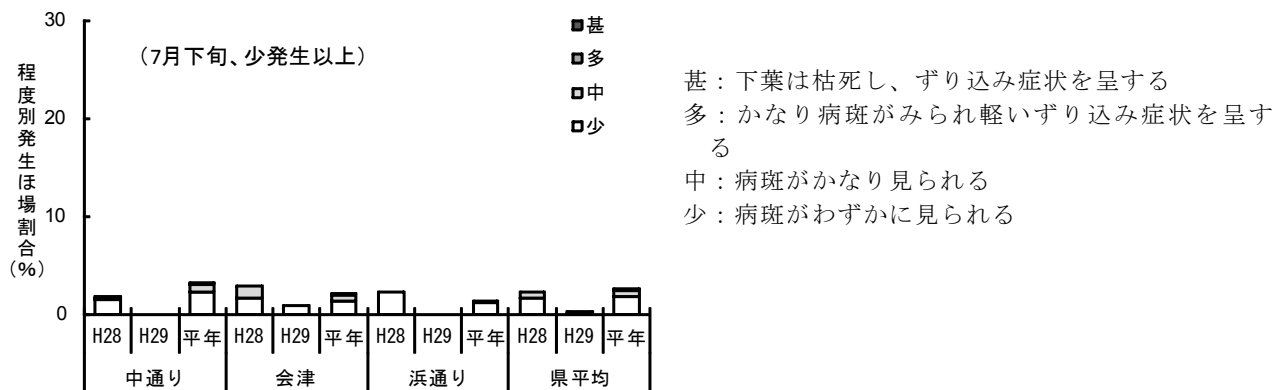 30
20
10
0
程度別発生ほ場割合(%)
(7月下旬、少発生以上)
甚
多
中
少
H28 H29 平年 H28 H29 平年 H28 H29 平年 H28 H29 平年
中通り 会津 浜通り 県平均
甚：下葉は枯死し、ずり込み症状を呈する
多：かなり病斑がみられ軽いずり込み症状を呈す
る
中：病斑がかなり見られる
少：病斑がわずかに見られる